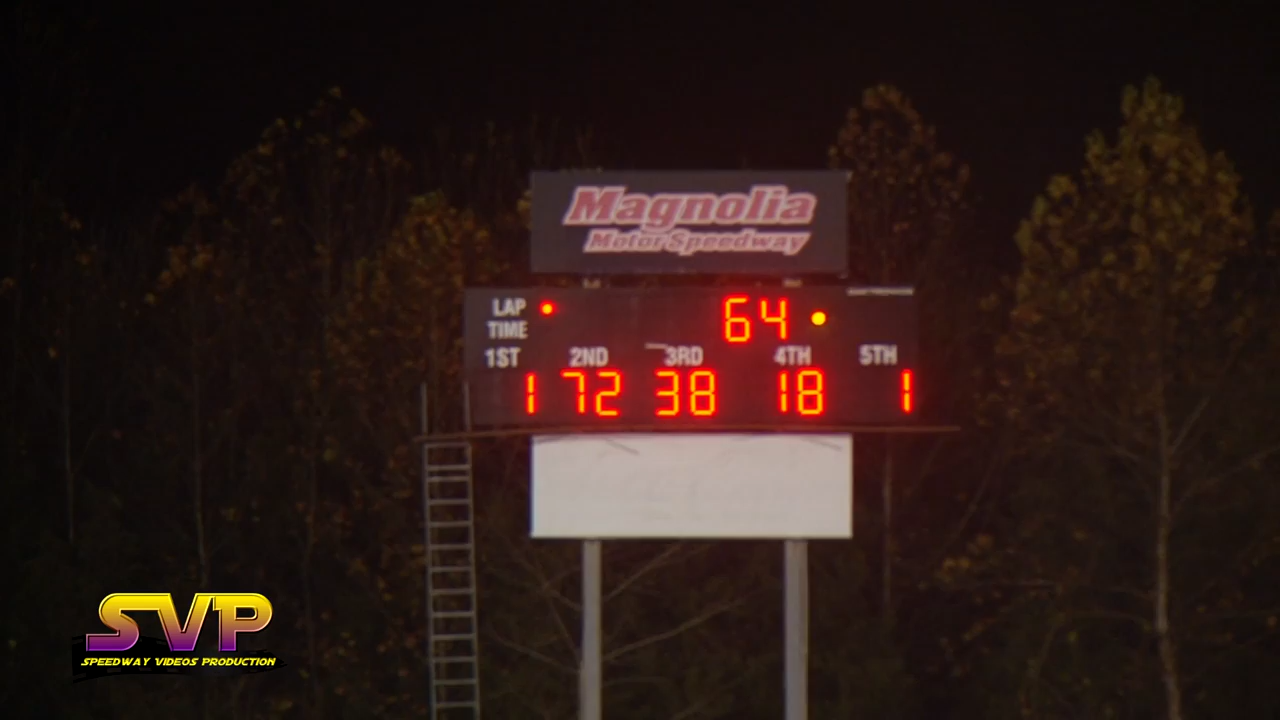 Magnolia
Motor Speedway
LAP
TIME
64
1ST 2ND 3RD 4TH 5TH
1 72 38 18 1
SVP
SPEEDWAY VIDEOS PRODUCTION